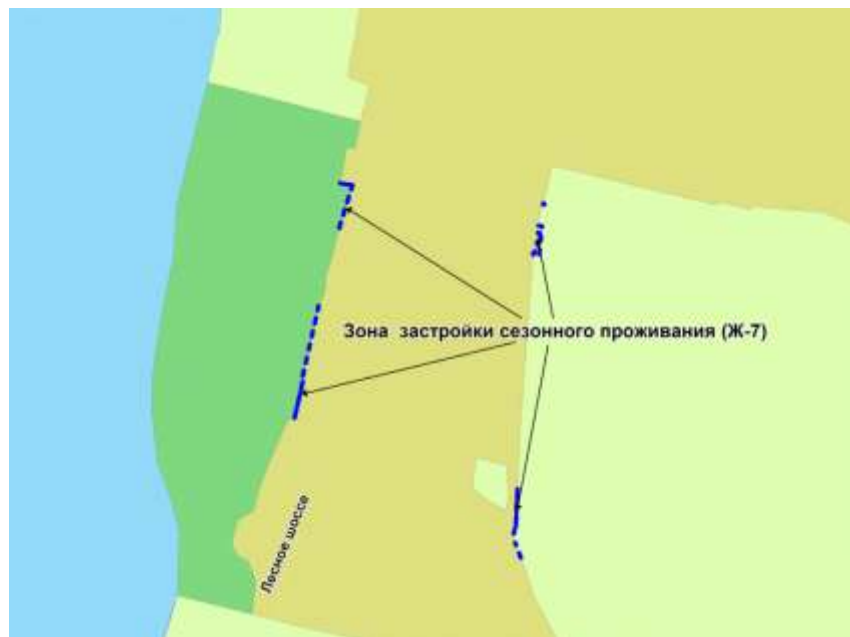 Зона застройки сезонного проживания (Ж-7)
Лесное шоссе